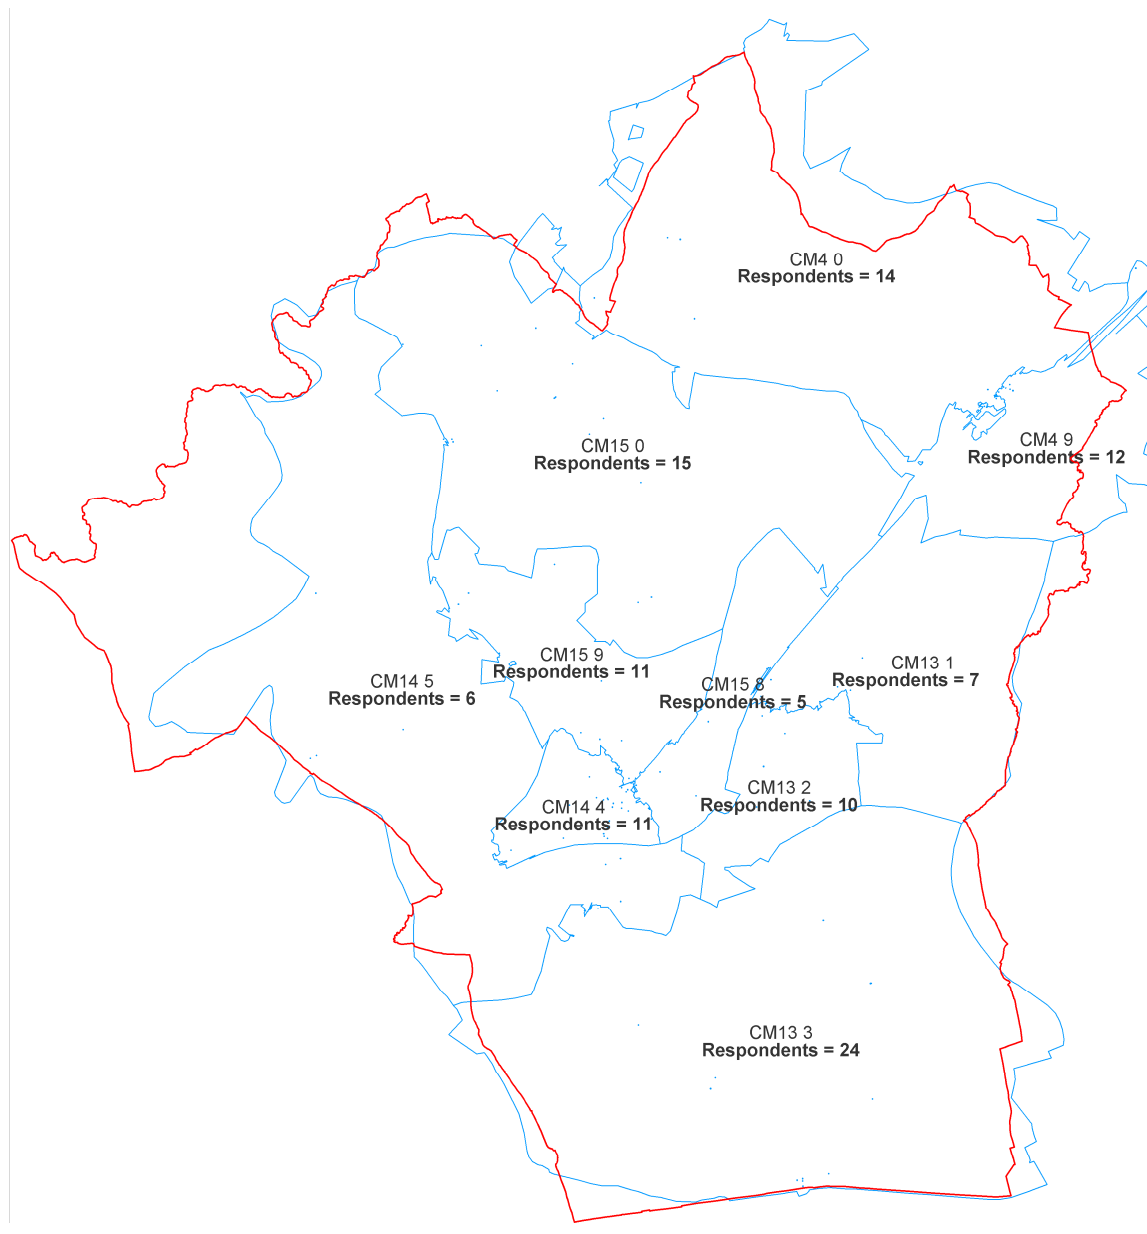 CM4 0
Respondents = 14
CM4 9
Respondents = 12
CM15 0
Respondents = 15
CM15 9
Respondents = 11
CM13 1
Respondents = 7
CM14 5
Respondents = 6
CM15 8
Respondents = 5
CM13 2
Respondents = 10
CM14 4
Respondents = 11
CM13 3
Respondents = 24